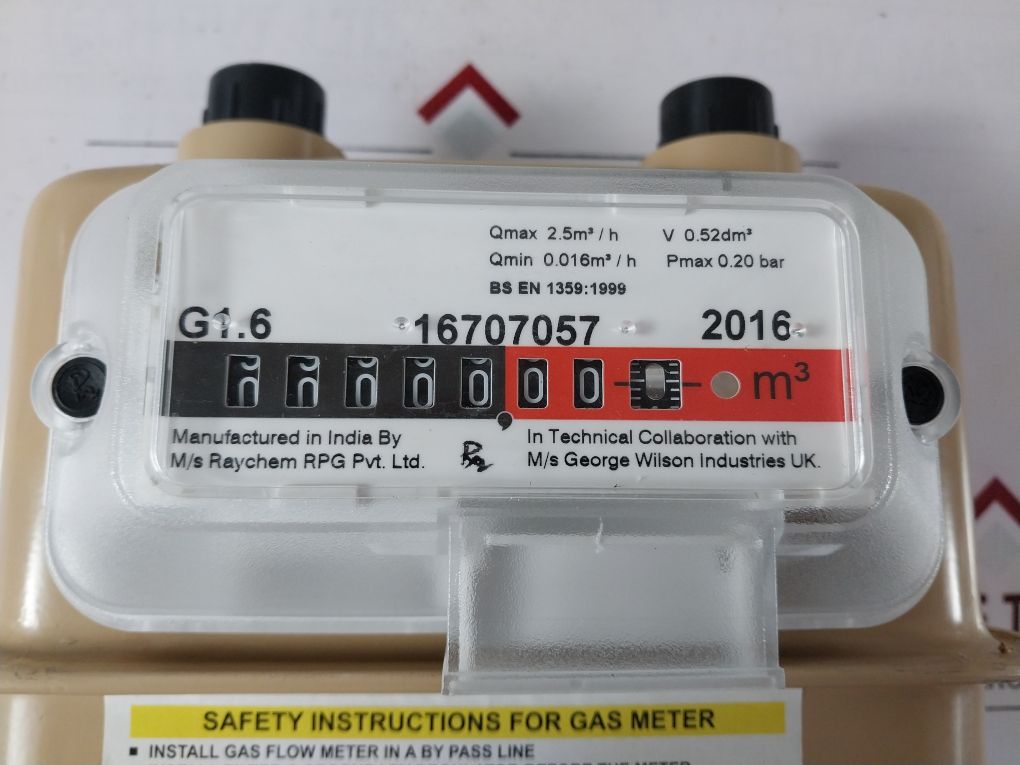 Qmax 2.5m³ / h V 0.52dm³
Qmin 0.016m³ / h Pmax 0.20 bar
BS EN 1359:1999
G1.6 16707057 2016
0 0 0 0 0 0 0 0 m³
Manufactured in India By
M/s Raychem RPG Pvt. Ltd.
In Technical Collaboration with
M/s George Wilson Industries UK.
SAFETY INSTRUCTIONS FOR GAS METER
▪ INSTALL GAS FLOW METER IN A BY PASS LINE